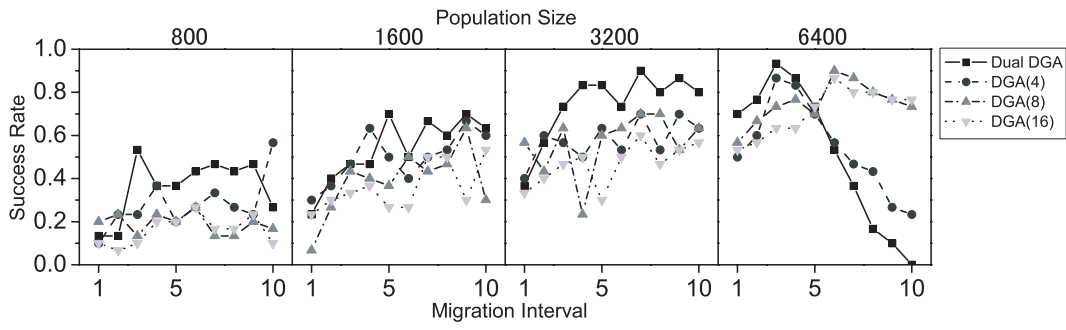 Population Size
800 1600 3200 6400
Success Rate
1.0
0.8
0.6
0.4
0.2
0.0
1 5 10 1 5 10 1 5 10 1 5 10
Migration Interval
Dual DGA
DGA(4)
DGA(8)
DGA(16)